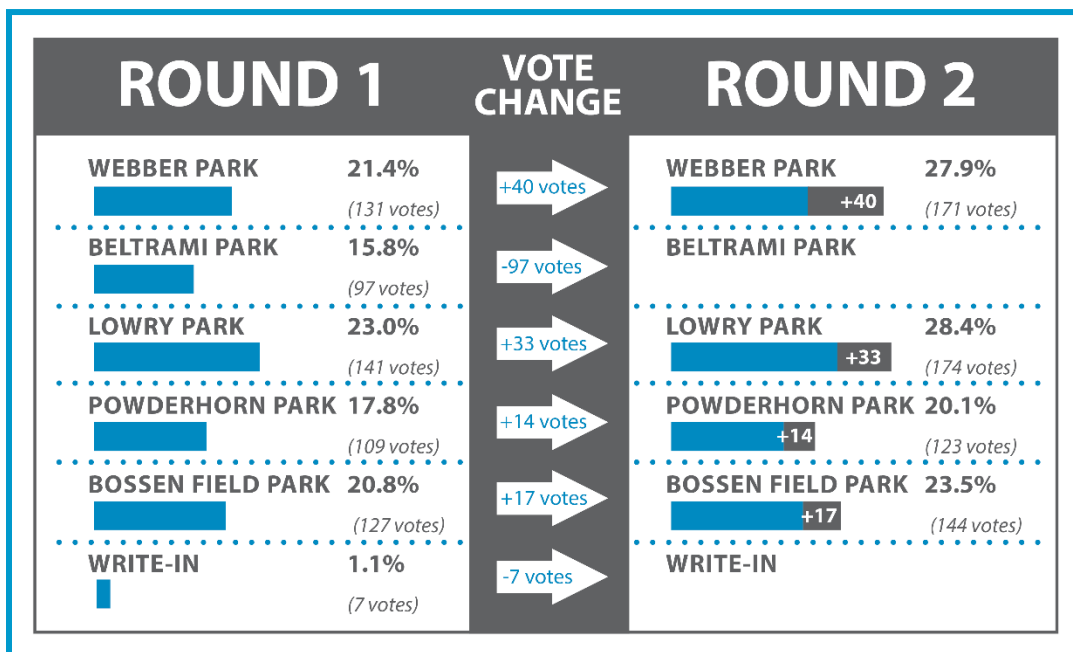 ROUND 1
VOTE
CHANGE
ROUND 2
WEBBER PARK 21.4%
(131 votes)
+40 votes
WEBBER PARK 27.9%
+40
(171 votes)
BELTRAMI PARK 15.8%
(97 votes)
-97 votes
BELTRAMI PARK
LOWRY PARK 23.0%
(141 votes)
+33 votes
LOWRY PARK 28.4%
+33
(174 votes)
POWDERHORN PARK 17.8%
(109 votes)
+14 votes
POWDERHORN PARK 20.1%
+14
(123 votes)
BOSSEN FIELD PARK 20.8%
(127 votes)
+17 votes
BOSSEN FIELD PARK 23.5%
+17
(144 votes)
WRITE-IN 1.1%
(7 votes)
-7 votes
WRITE-IN